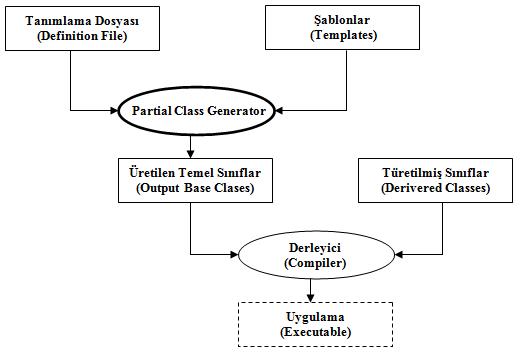 Tanımlama Dosyası
(Definition File)
Şablonlar
(Templates)
Partial Class Generator
Üretilen Temel Sınıflar
(Output Base Clases)
Türetilmiş Sınıflar
(Derivered Classes)
Derleyici
(Compiler)
Uygulama
(Executable)